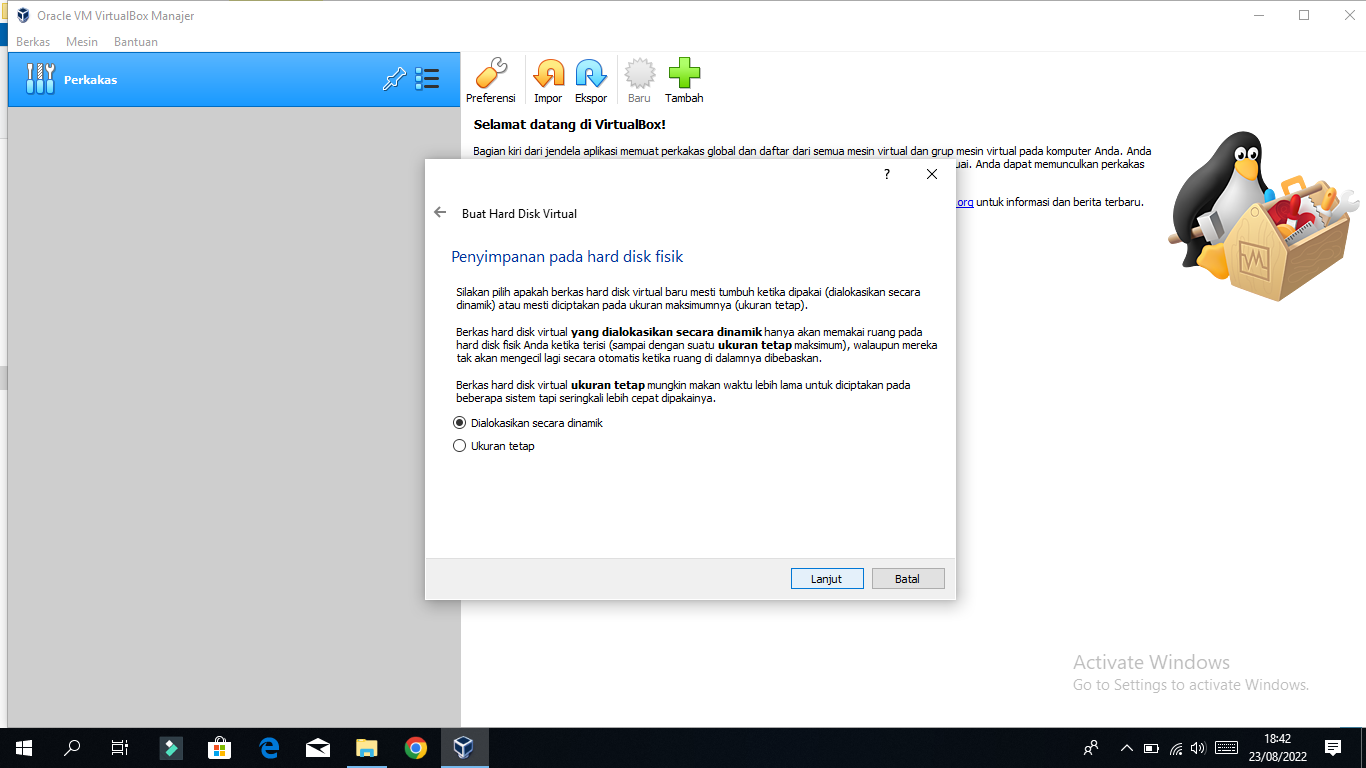 Oracle VM VirtualBox Manajer
Berkas Mesin Bantuan
Perkakas
Preferensi Impor Ekspor Baru Tambah
Selamat datang di VirtualBox!
Bagian kiri dari jendela aplikasi memuat perkakas global dan daftar dari semua mesin virtual dan grup mesin virtual pada komputer Anda. Anda
uai. Anda dapat memunculkan perkakas
.org untuk informasi dan berita terbaru.
?
Buat Hard Disk Virtual
Penyimpanan pada hard disk fisik
Silakan pilih apakah berkas hard disk virtual baru mesti tumbuh ketika dipakai (dialokasikan secara
dinamik) atau mesti diciptakan pada ukuran maksimumnya (ukuran tetap).
Berkas hard disk virtual yang dialokasikan secara dinamik hanya akan memakai ruang pada
hard disk fisik Anda ketika terisi (sampai dengan suatu ukuran tetap maksimum), walaupun mereka
tak akan mengecil lagi secara otomatis ketika ruang di dalamnya dibebaskan.
Berkas hard disk virtual ukuran tetap mungkin makan waktu lebih lama untuk diciptakan pada
beberapa sistem tapi seringkali lebih cepat dipakainya.
Dialokasikan secara dinamik
Ukuran tetap
Lanjut Batal
Activate Windows
Go to Settings to activate Windows.
18:42
23/08/2022